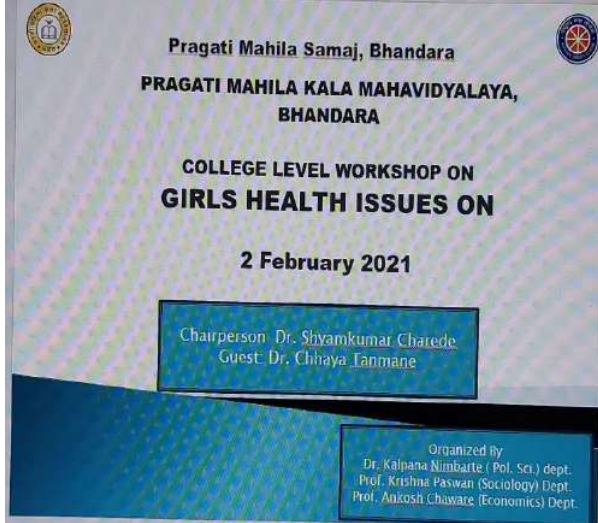 Pragati Mahila Samaj, Bhandara
PRAGATI MAHILA KALA MAHAVIDYALAYA,
BHANDARA
COLLEGE LEVEL WORKSHOP ON
GIRLS HEALTH ISSUES ON
2 February 2021
Chairperson: Dr. Shyamkumar Charede
Guest: Dr. Chhaya Tanmane
Organized By
Dr. Kalpana Nimbarte ( Pol. Sci.) dept.
Prof. Krishna Paswan (Sociology) Dept.
Prof. Ankosh Chaware (Economics) Dept.